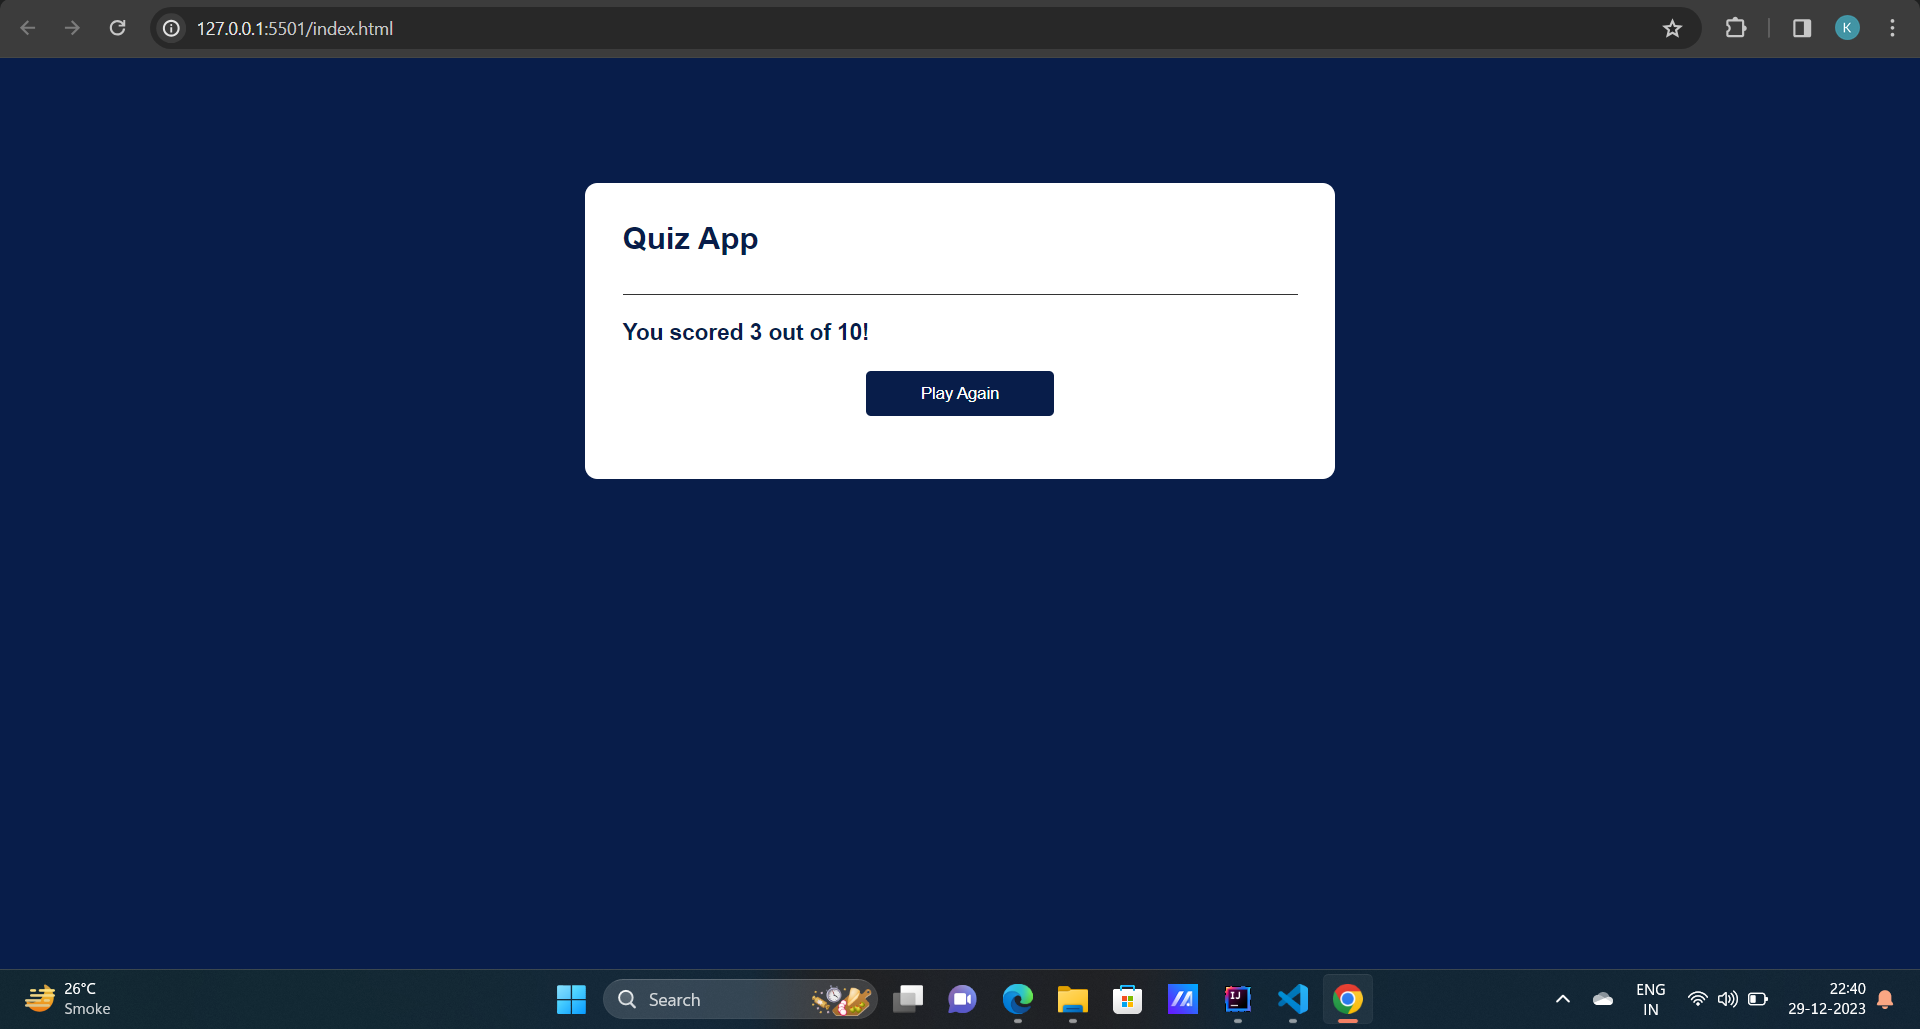 127.0.0.1:5501/index.html
K
Quiz App
You scored 3 out of 10!
Play Again
26°C
Smoke
Search
IJ
ENG
IN
22:40
29-12-2023